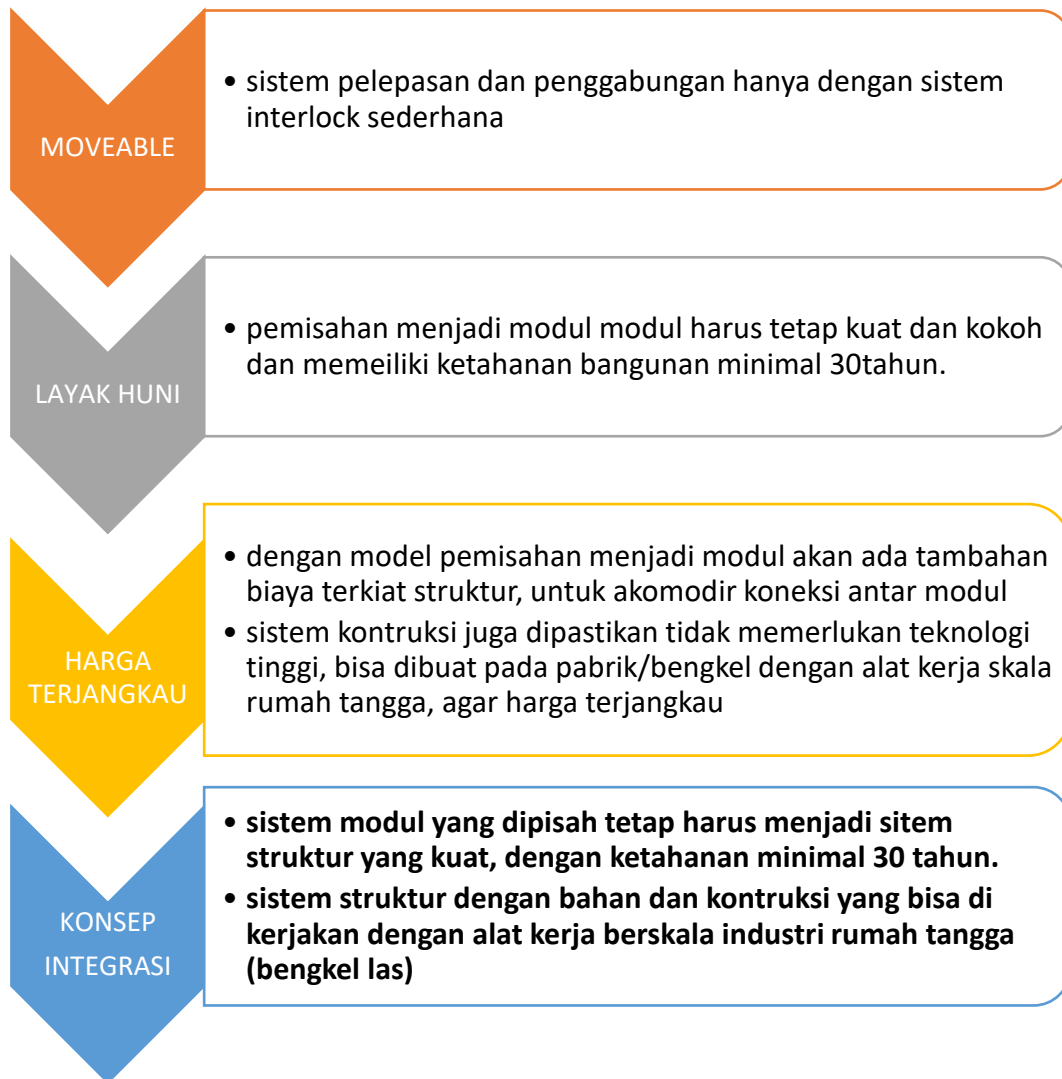 MOVEABLE
• sistem pelepasan dan penggabungan hanya dengan sistem
interlock sederhana
LAYAK HUNI
• pemisahan menjadi modul modul harus tetap kuat dan kokoh
dan memeiliki ketahanan bangunan minimal 30tahun.
HARGA
TERJANGKAU
• dengan model pemisahan menjadi modul akan ada tambahan
biaya terkiat struktur, untuk akomodir koneksi antar modul
• sistem kontruksi juga dipastikan tidak memerlukan teknologi
tinggi, bisa dibuat pada pabrik/bengkel dengan alat kerja skala
rumah tangga, agar harga terjangkau
KONSEP
INTEGRASI
• sistem modul yang dipisah tetap harus menjadi sitem
struktur yang kuat, dengan ketahanan minimal 30 tahun.
• sistem struktur dengan bahan dan kontruksi yang bisa di
kerjakan dengan alat kerja berskala industri rumah tangga
(bengkel las)